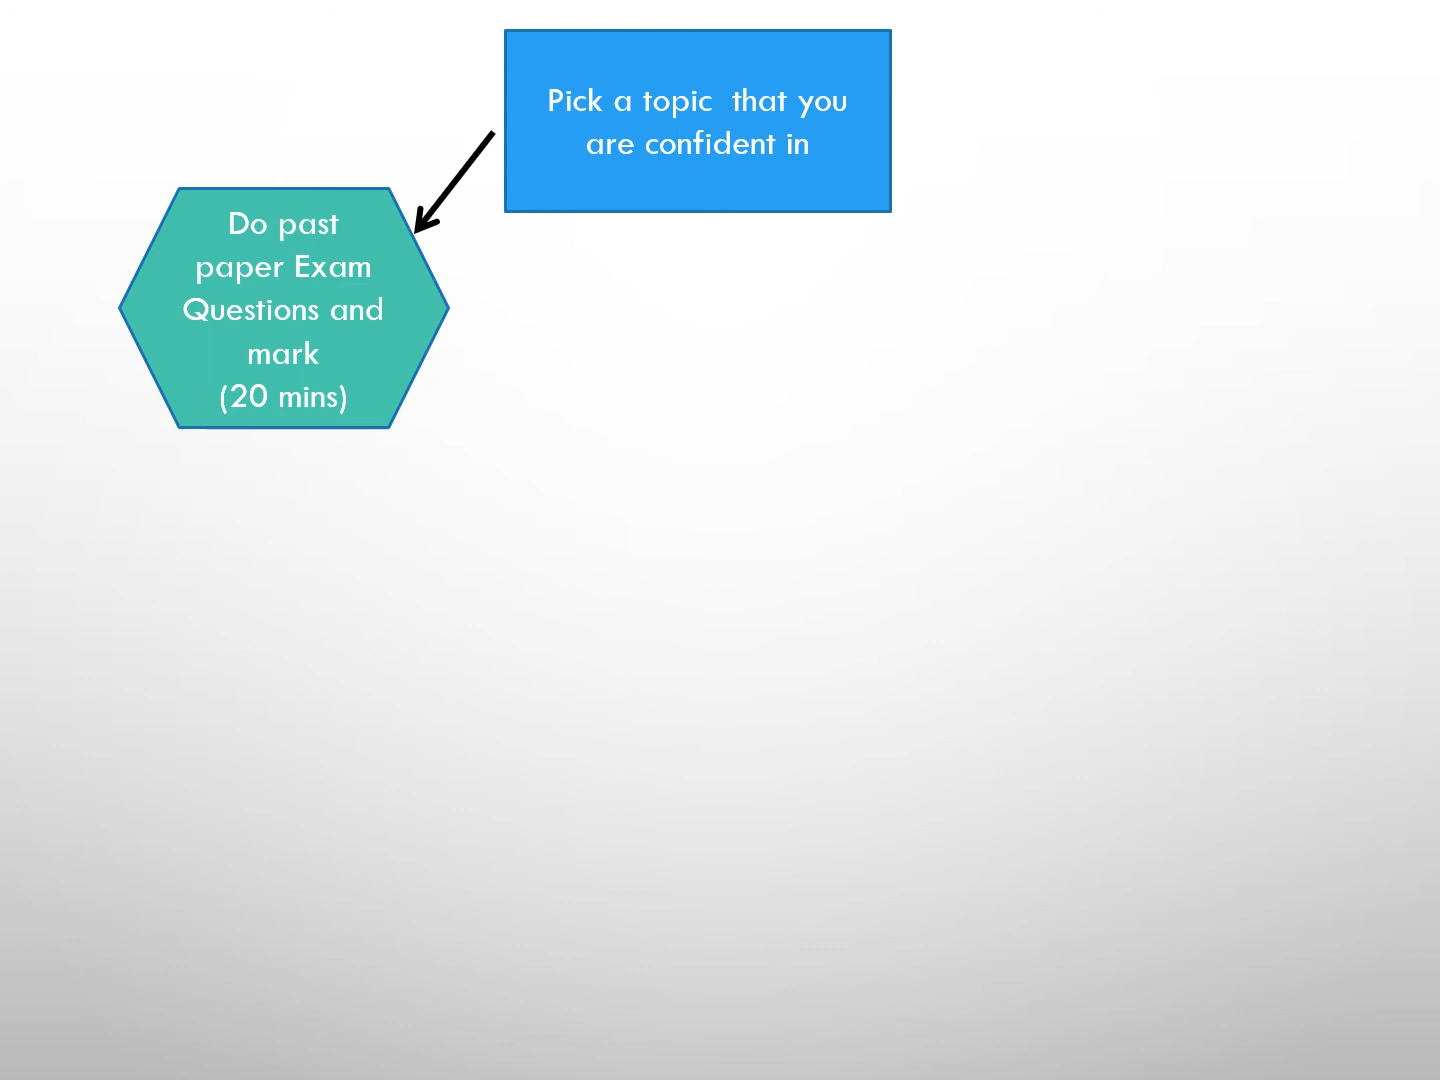 Pick a topic  that you
are confident in
Do past
paper Exam
Questions and
mark
(20 mins)